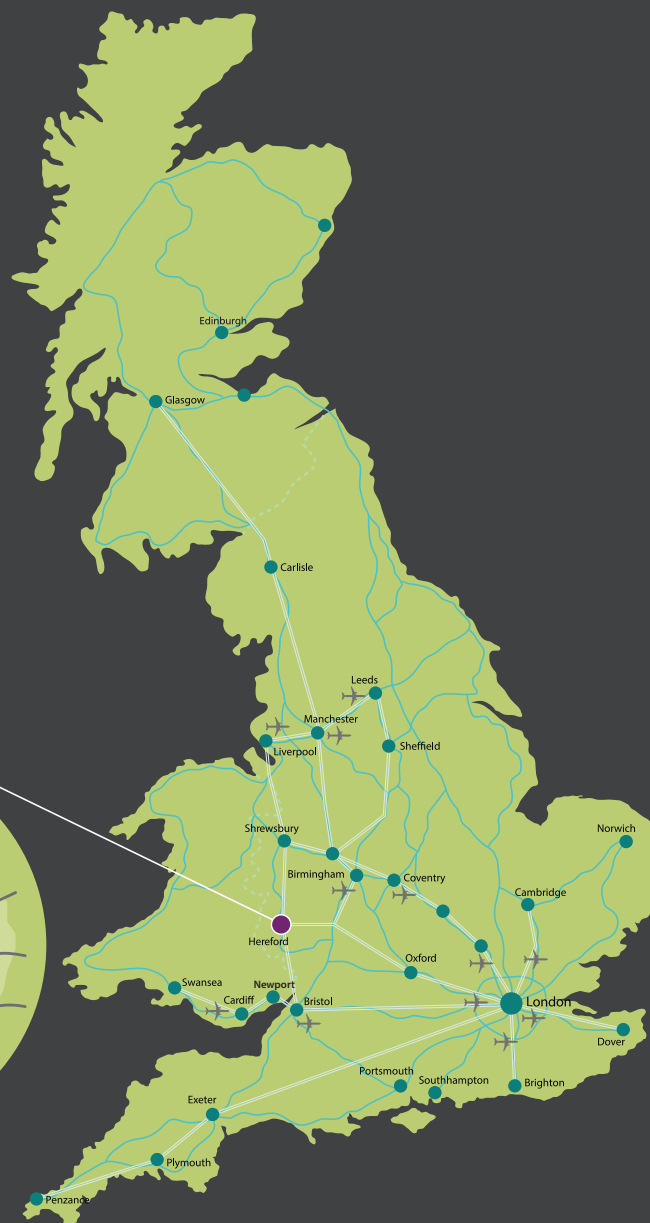 Edinburgh
Glasgow
Carlisle
Leeds
Manchester
Sheffield
Liverpool
Norwich
Shrewsbury
Birmingham
Coventry
Cambridge
Hereford
Oxford
Swansea
Newport
Cardiff
Bristol
London
Dover
Portsmouth
Southhampton
Brighton
Exeter
Plymouth
Penzance